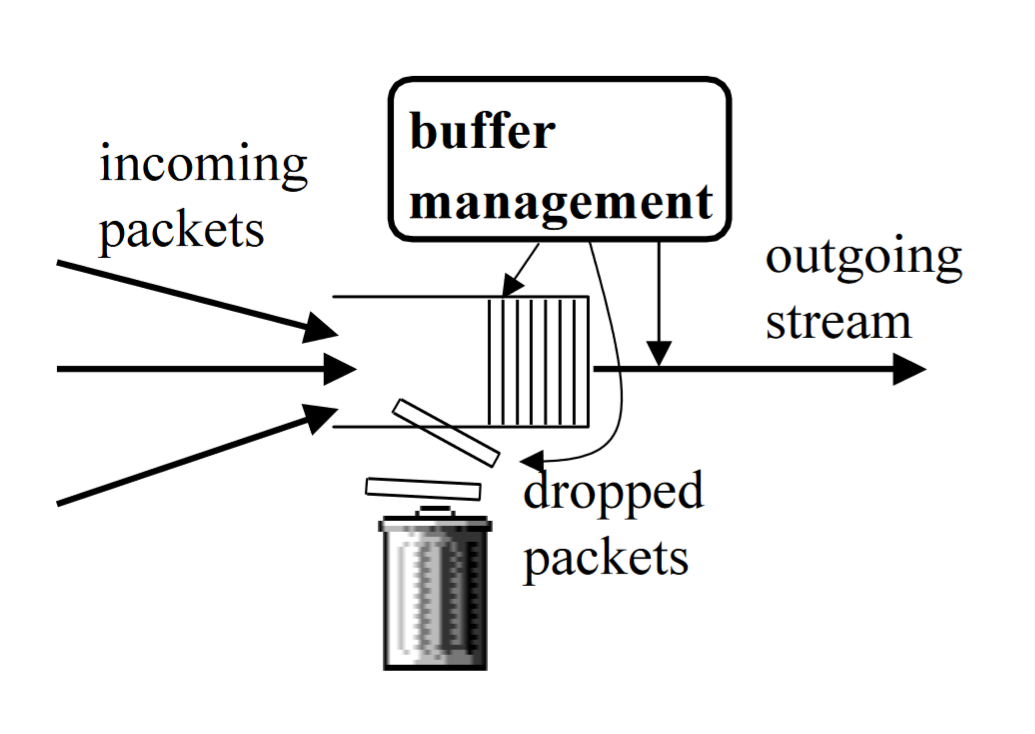 buffer
management
incoming
packets
outgoing
stream
dropped
packets